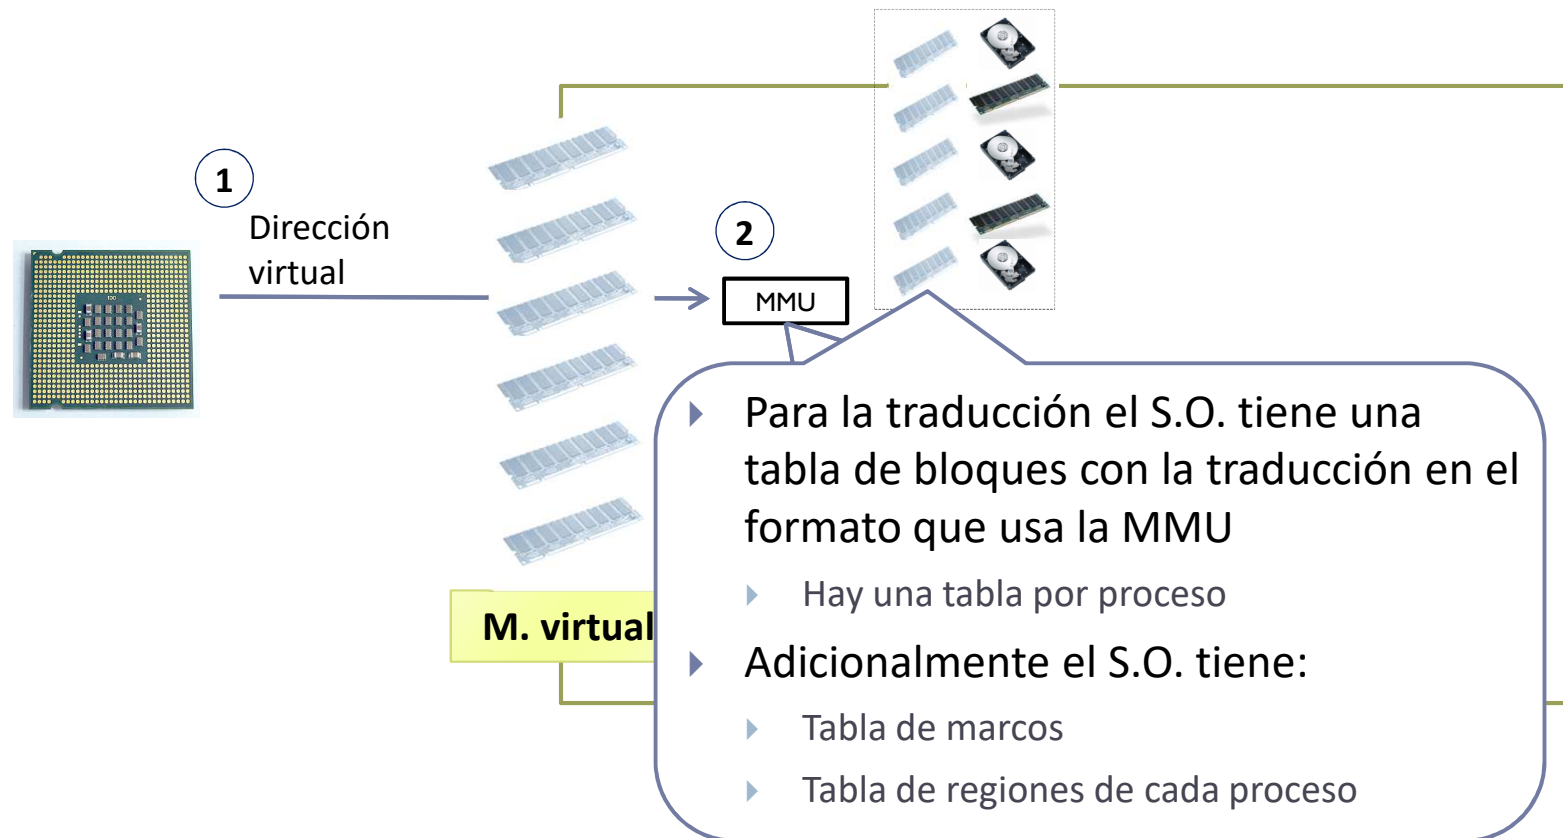 1
Dirección
virtual
2
MMU
M. virtual
Para la traducción el S.O. tiene una
tabla de bloques con la traducción en el
formato que usa la MMU
Hay una tabla por proceso
Adicionalmente el S.O. tiene:
Tabla de marcos
Tabla de regiones de cada proceso